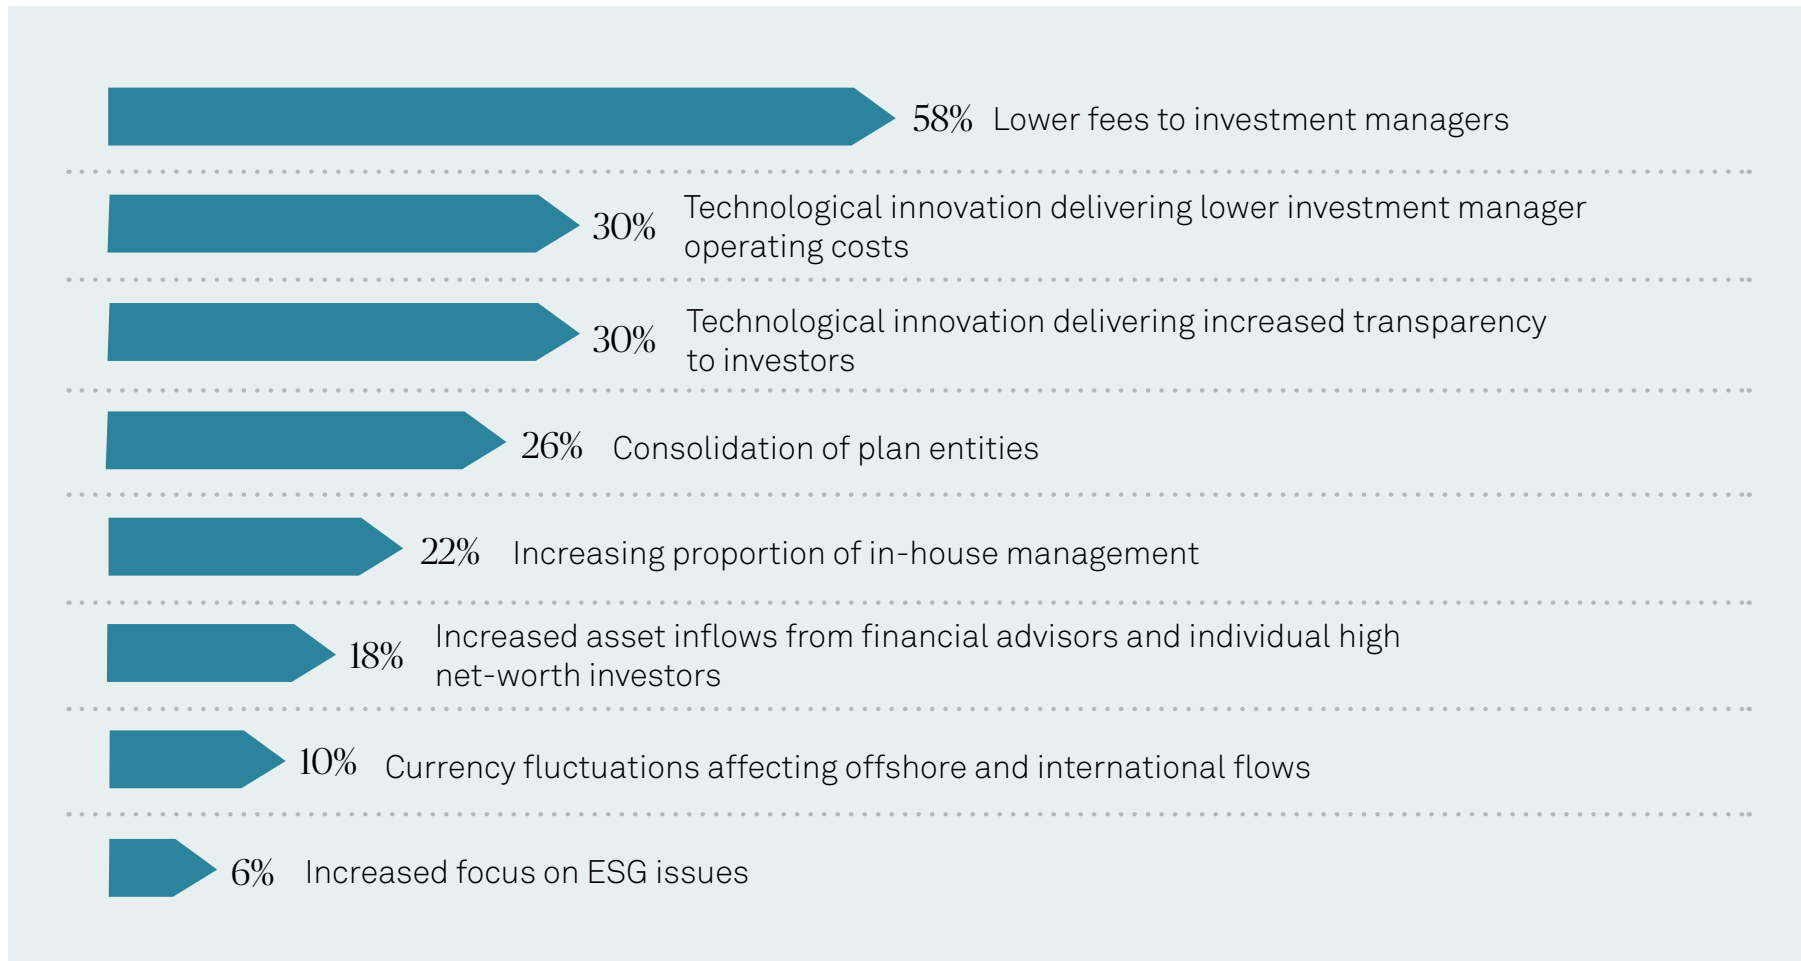 58% Lower fees to investment managers
30% Technological innovation delivering lower investment manager
operating costs
30% Technological innovation delivering increased transparency
to investors
26% Consolidation of plan entities
22% Increasing proportion of in-house management
18% Increased asset inflows from financial advisors and individual high
net-worth investors
10% Currency fluctuations affecting offshore and international flows
6% Increased focus on ESG issues